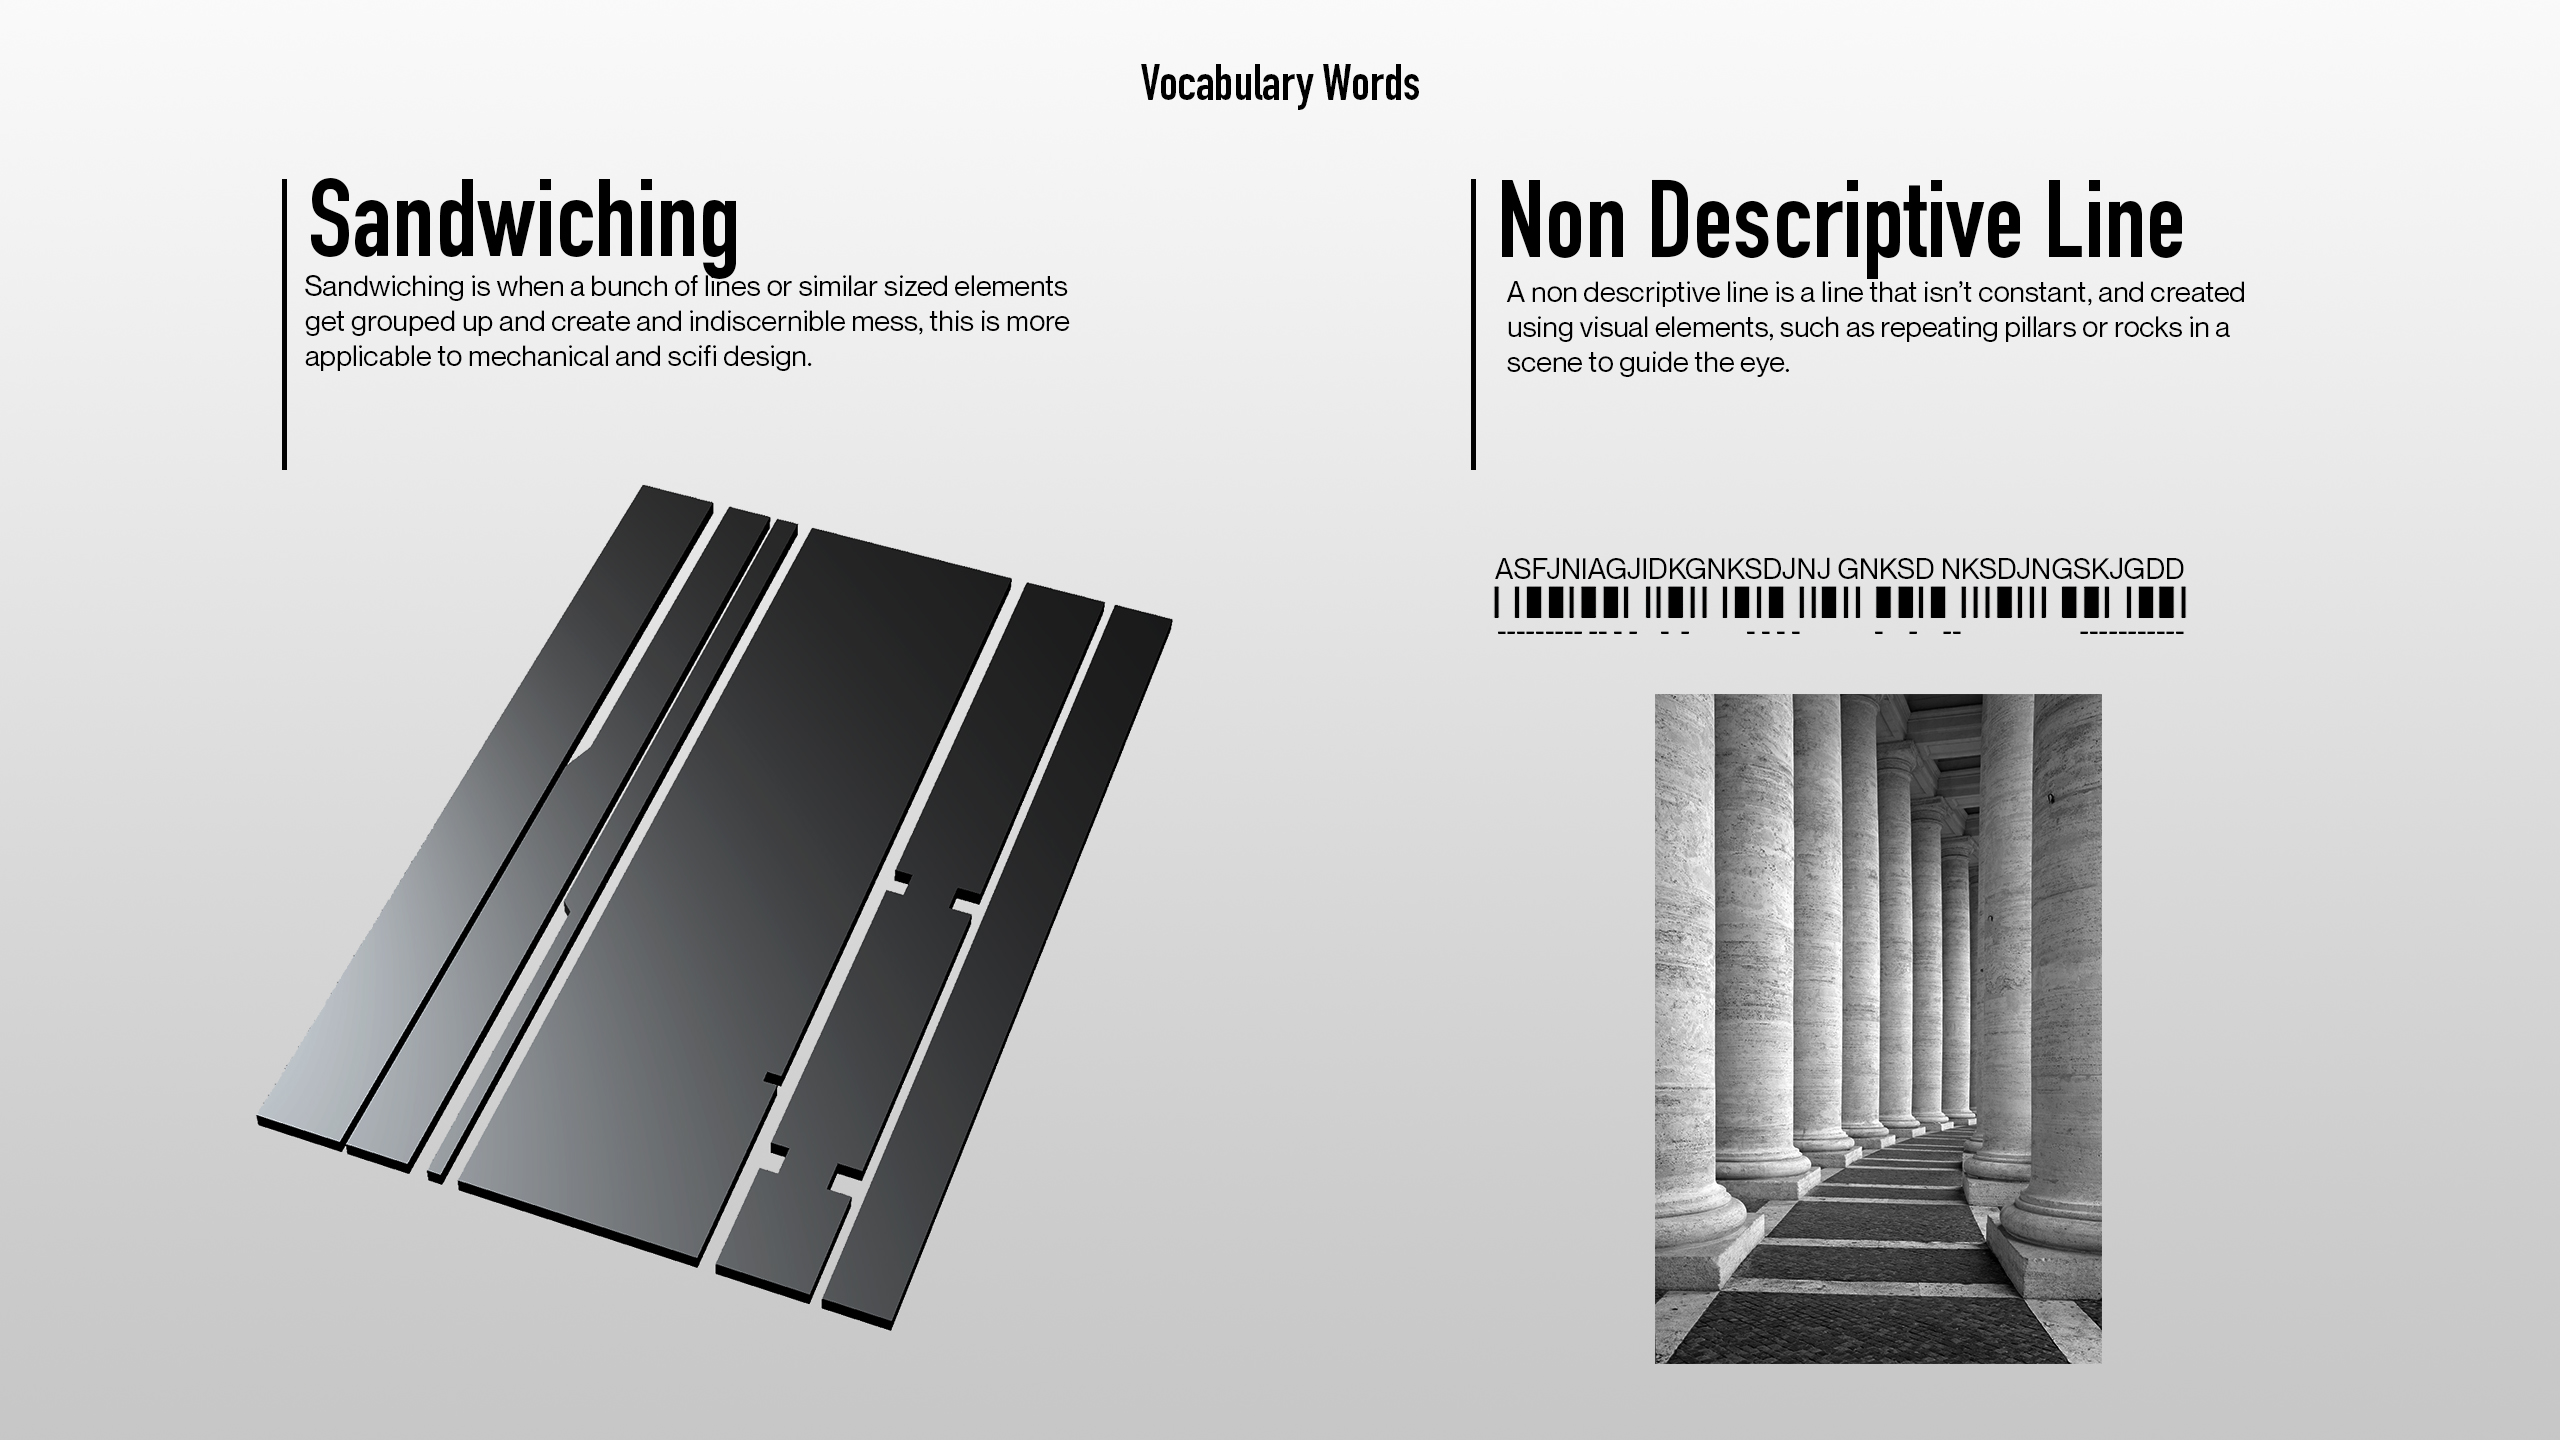 Vocabulary Words
Sandwiching
Sandwiching is when a bunch of lines or similar sized elements
get grouped up and create and indiscernible mess, this is more
applicable to mechanical and scifi design.
Non Descriptive Line
A non descriptive line is a line that isn’t constant, and created
using visual elements, such as repeating pillars or rocks in a
scene to guide the eye.
ASFJNIAGJIDKGNKSDJNJ GNKSD NKSDJNGSKJGDD